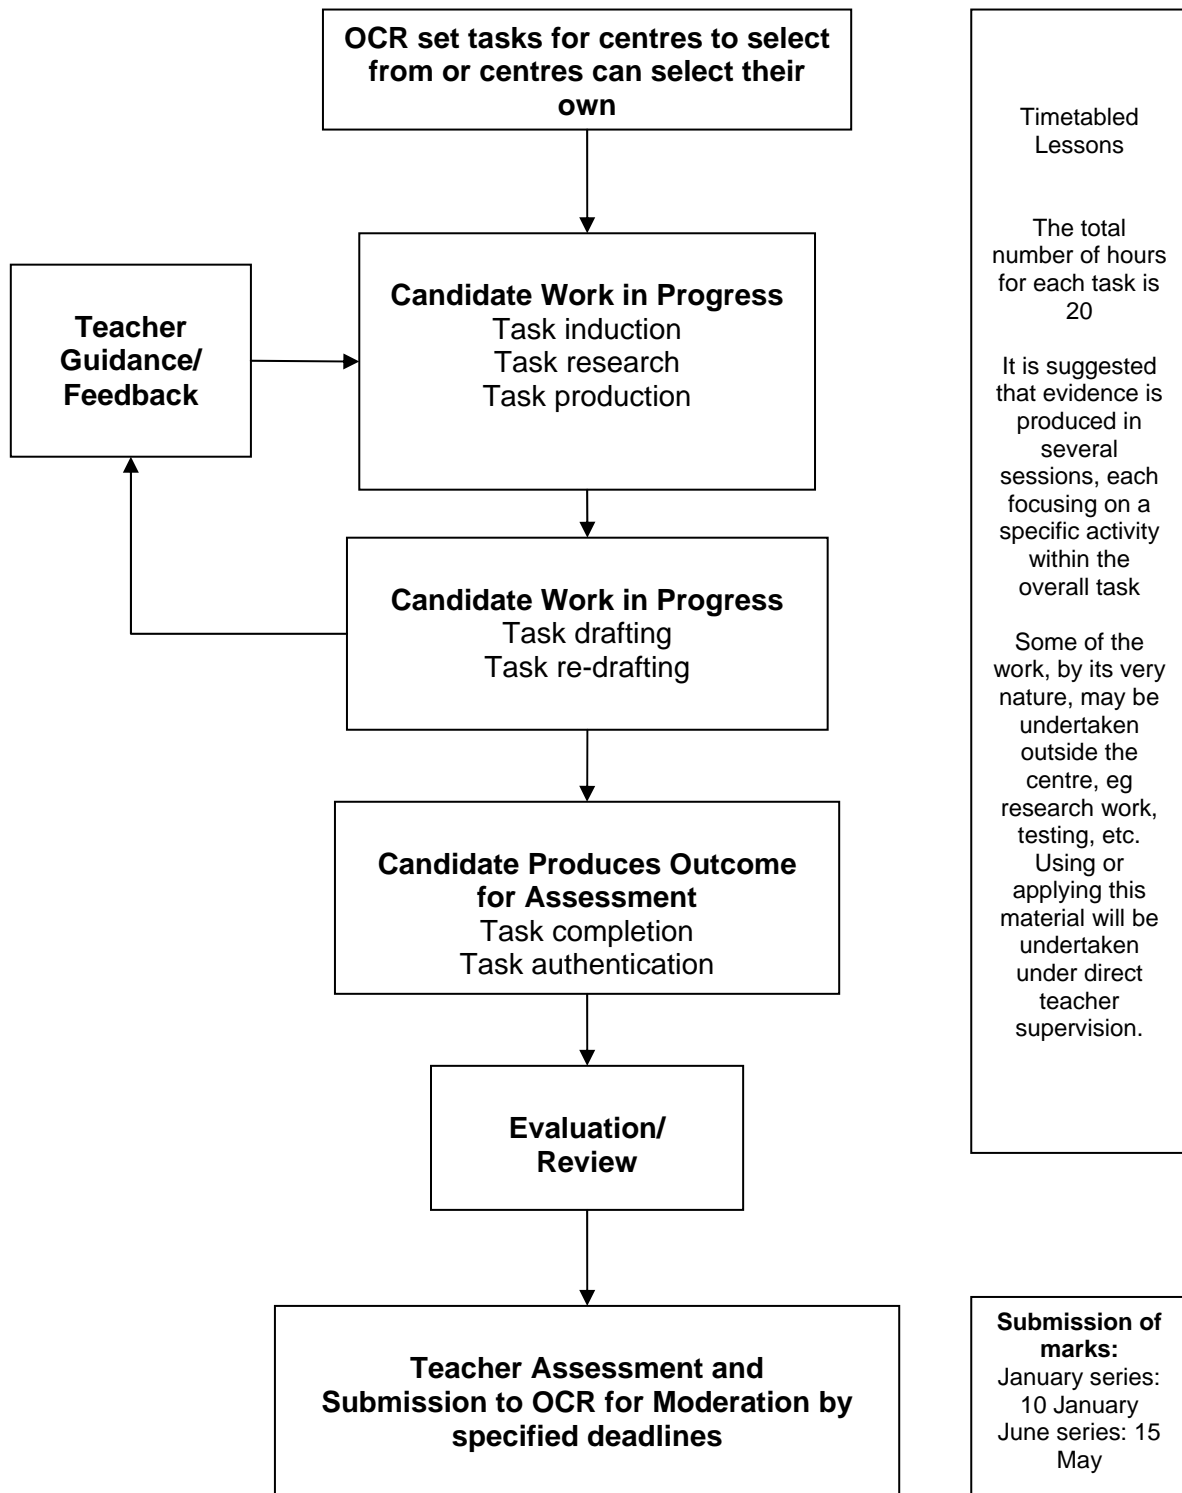 OCR set tasks for centres to select
from or centres can select their
own
Teacher
Guidance/
Feedback
Candidate Work in Progress
Task induction
Task research
Task production
Candidate Work in Progress
Task drafting
Task re-drafting
Candidate Produces Outcome
for Assessment
Task completion
Task authentication
Evaluation/
Review
Teacher Assessment and
Submission to OCR for Moderation by
specified deadlines
Timetabled
Lessons
The total
number of hours
for each task is
20
It is suggested
that evidence is
produced in
several
sessions, each
focusing on a
specific activity
within the
overall task
Some of the
work, by its very
nature, may be
undertaken
outside the
centre, eg
research work,
testing, etc.
Using or
applying this
material will be
undertaken
under direct
teacher
supervision.
Submission of
marks:
January series:
10 January
June series: 15
May